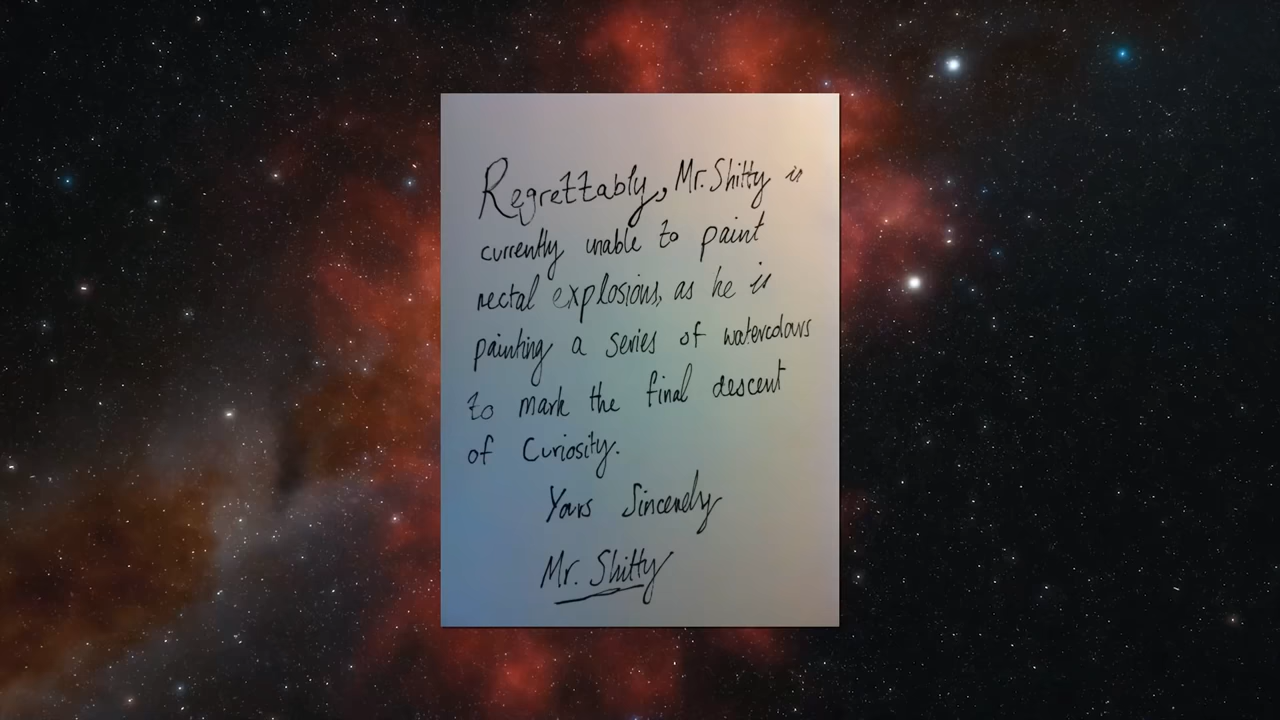 Regrettably, Mr. Shitty is
currently unable to paint
rectal explosions, as he is
painting a series of watercolours
to mark the final descent
of Curiosity.
Yours Sincerely
Mr. Shitty